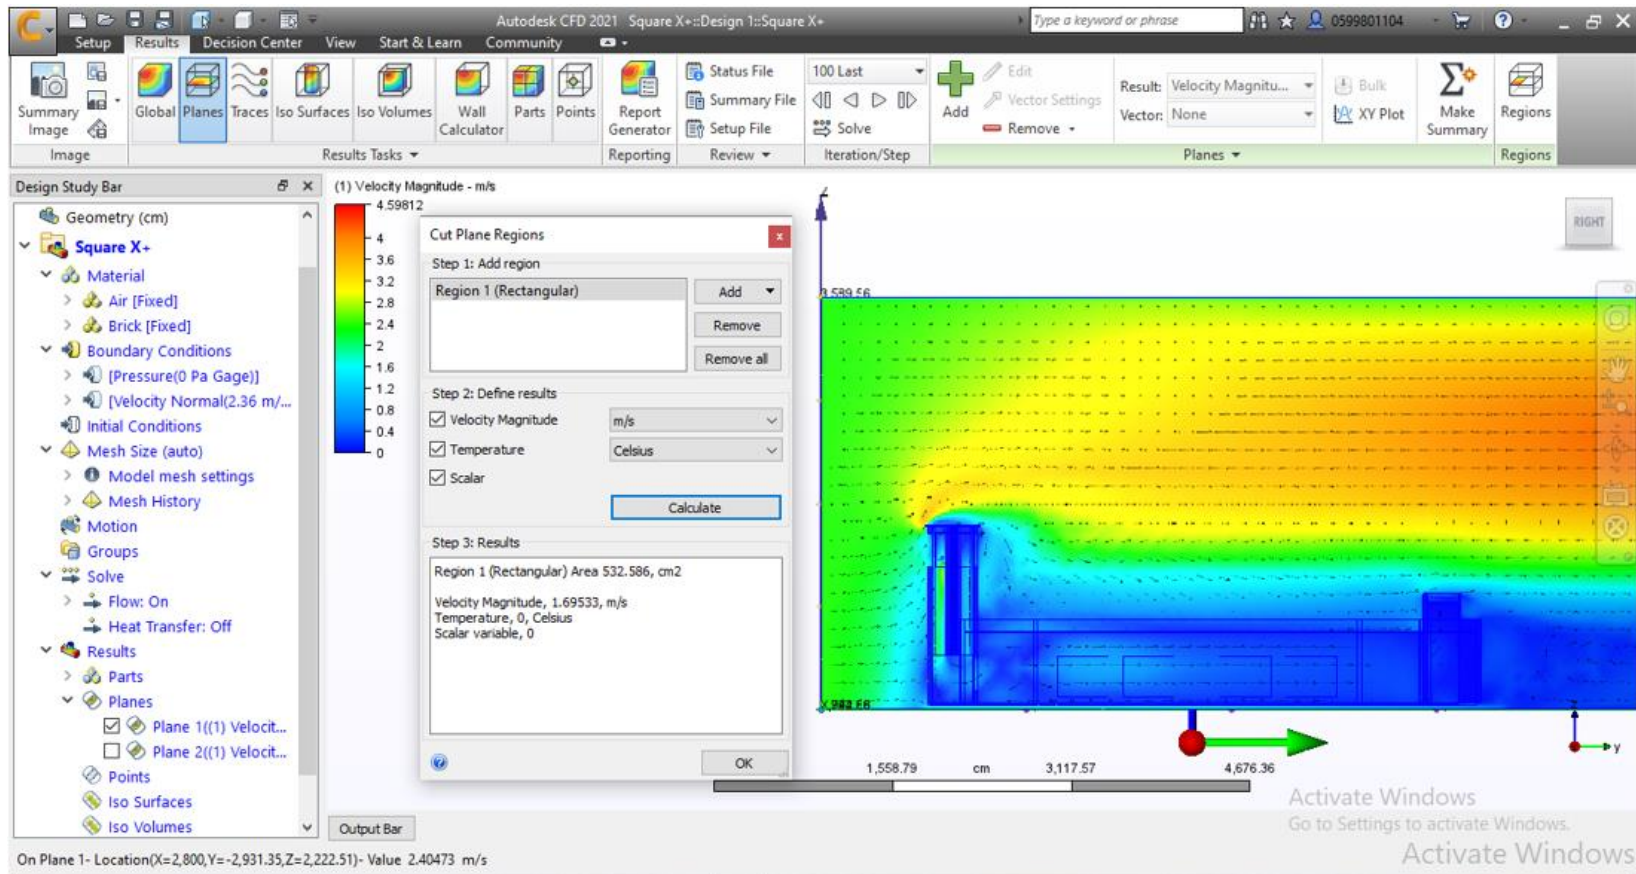 Autodesk CFD 2021 Square X+::Design 1::Square X+
Type a keyword or phrase
0599801104
Setup Results Decision Center View Start & Learn Community
Summary Image
Global Planes Traces Iso Surfaces Iso Volumes Wall Calculator Parts Points
Report Generator
Status File
Summary File
Setup File
100 Last
Solve
Add
Edit
Vector Settings
Remove
Result: Velocity Magnitu...
Vector: None
Bulk
XY Plot
Make Summary
Regions
Image Results Tasks Reporting Review Iteration/Step Planes Regions
Design Study Bar
Geometry (cm)
Square X+
Material
Air [Fixed]
Brick [Fixed]
Boundary Conditions
[Pressure(0 Pa Gage)]
[Velocity Normal(2.36 m/...
Initial Conditions
Mesh Size (auto)
Model mesh settings
Mesh History
Motion
Groups
Solve
Flow: On
Heat Transfer: Off
Results
Parts
Planes
Plane 1((1) Velocit...
Plane 2((1) Velocit...
Points
Iso Surfaces
Iso Volumes
(1) Velocity Magnitude - m/s
4.59812
4
3.6
3.2
2.8
2.4
2
1.6
1.2
0.8
0.4
0
Cut Plane Regions
Step 1: Add region
Region 1 (Rectangular)
Add
Remove
Remove all
Step 2: Define results
Velocity Magnitude m/s
Temperature Celsius
Scalar
Calculate
Step 3: Results
Region 1 (Rectangular) Area 532.586, cm2
Velocity Magnitude, 1.69533, m/s
Temperature, 0, Celsius
Scalar variable, 0
OK
Z
RIGHT
3,589.56
Z
y
1,558.79 cm 3,117.57 4,676.36
Output Bar
Activate Windows
Go to Settings to activate Windows.
Activate Windows
On Plane 1- Location(X=2,800,Y=-2,931.35,Z=2,222.51)- Value 2.40473 m/s